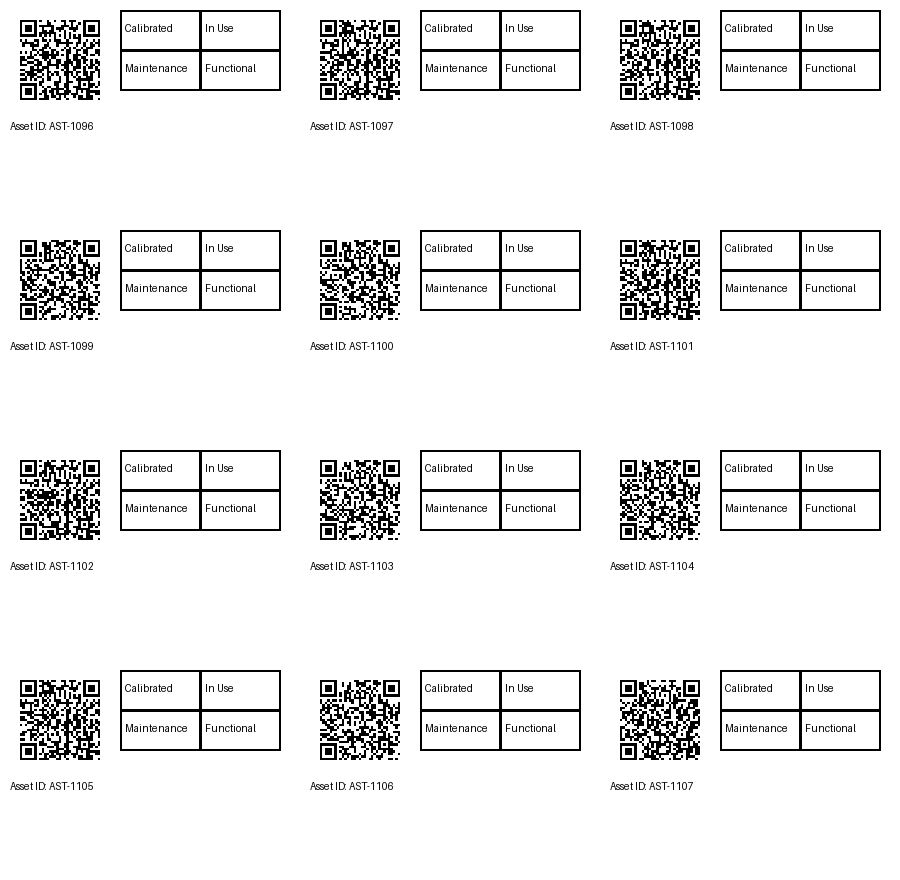 Calibrated In Use Calibrated In Use Calibrated In Use
Maintenance Functional Maintenance Functional Maintenance Functional
Asset ID: AST-1096 Asset ID: AST-1097 Asset ID: AST-1098
Calibrated In Use Calibrated In Use Calibrated In Use
Maintenance Functional Maintenance Functional Maintenance Functional
Asset ID: AST-1099 Asset ID: AST-1100 Asset ID: AST-1101
Calibrated In Use Calibrated In Use Calibrated In Use
Maintenance Functional Maintenance Functional Maintenance Functional
Asset ID: AST-1102 Asset ID: AST-1103 Asset ID: AST-1104
Calibrated In Use Calibrated In Use Calibrated In Use
Maintenance Functional Maintenance Functional Maintenance Functional
Asset ID: AST-1105 Asset ID: AST-1106 Asset ID: AST-1107